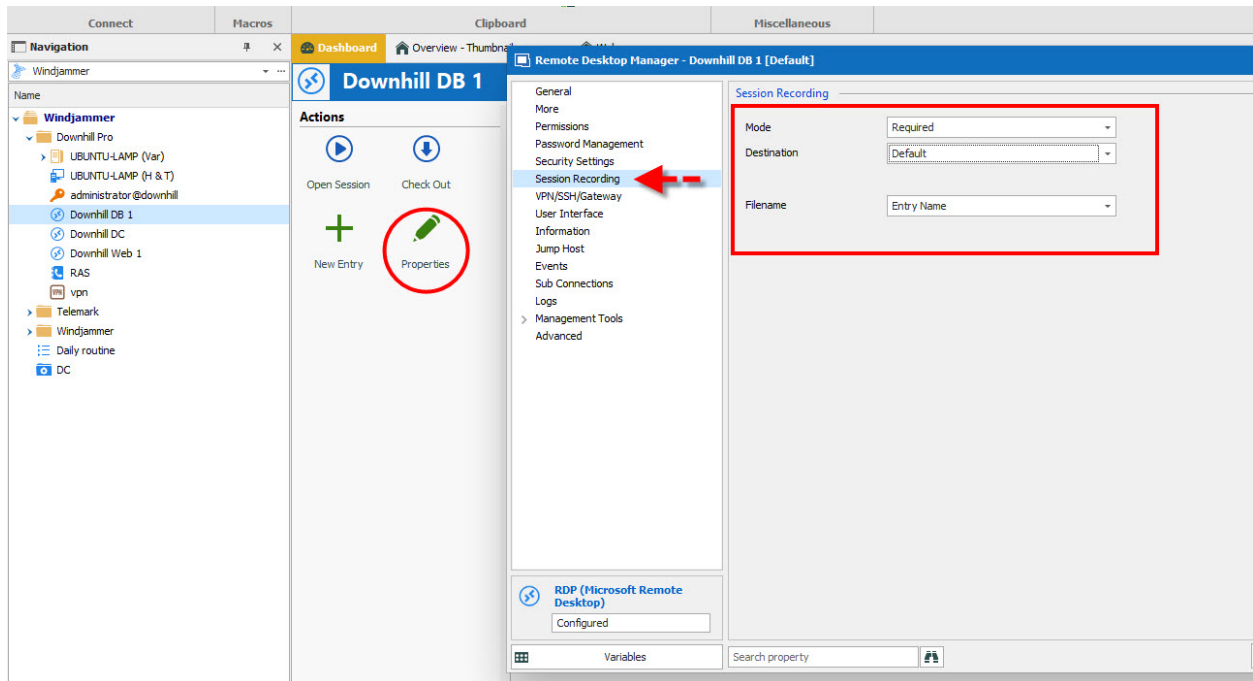 Connect
Macros
Clipboard
Miscellaneous
Navigation
Windjammer
Name
Windjammer
Downhill Pro
UBUNTU-LAMP (Var)
UBUNTU-LAMP (H & T)
administrator@downhill
Downhill DB 1
Downhill DC
Downhill Web 1
RAS
VPN vpn
Telemark
Windjammer
Daily routine
DC
Dashboard
Overview - Thumbnai
Downhill DB 1
Actions
Open Session
Check Out
New Entry
Properties
Remote Desktop Manager - Downhill DB 1 [Default]
General
More
Permissions
Password Management
Security Settings
Session Recording
VPN/SSH/Gateway
User Interface
Information
Jump Host
Events
Sub Connections
Logs
Management Tools
Advanced
RDP (Microsoft Remote
Desktop)
Configured
Variables
Session Recording
Mode
Required
Destination
Default
Filename
Entry Name
Search property